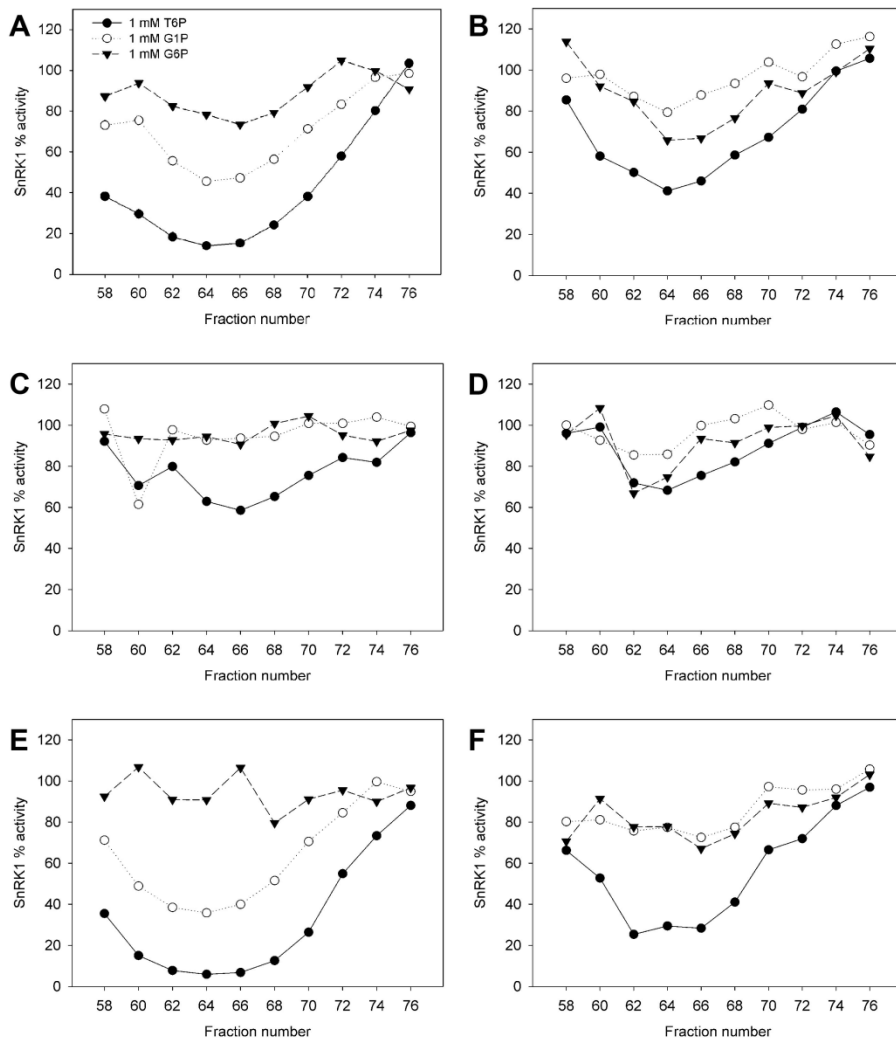 A
1 mM T6P
1 mM G1P
1 mM G6P
SnRK1 % activity
120
100
80
60
40
20
0
58 60 62 64 66 68 70 72 74 76
Fraction number
B
SnRK1 % activity
120
100
80
60
40
20
0
58 60 62 64 66 68 70 72 74 76
Fraction number
C
SnRK1 % activity
120
100
80
60
40
20
0
58 60 62 64 66 68 70 72 74 76
Fraction number
D
SnRK1 % activity
120
100
80
60
40
20
0
58 60 62 64 66 68 70 72 74 76
Fraction number
E
SnRK1 % activity
120
100
80
60
40
20
0
58 60 62 64 66 68 70 72 74 76
Fraction number
F
SnRK1 % activity
120
100
80
60
40
20
0
58 60 62 64 66 68 70 72 74 76
Fraction number